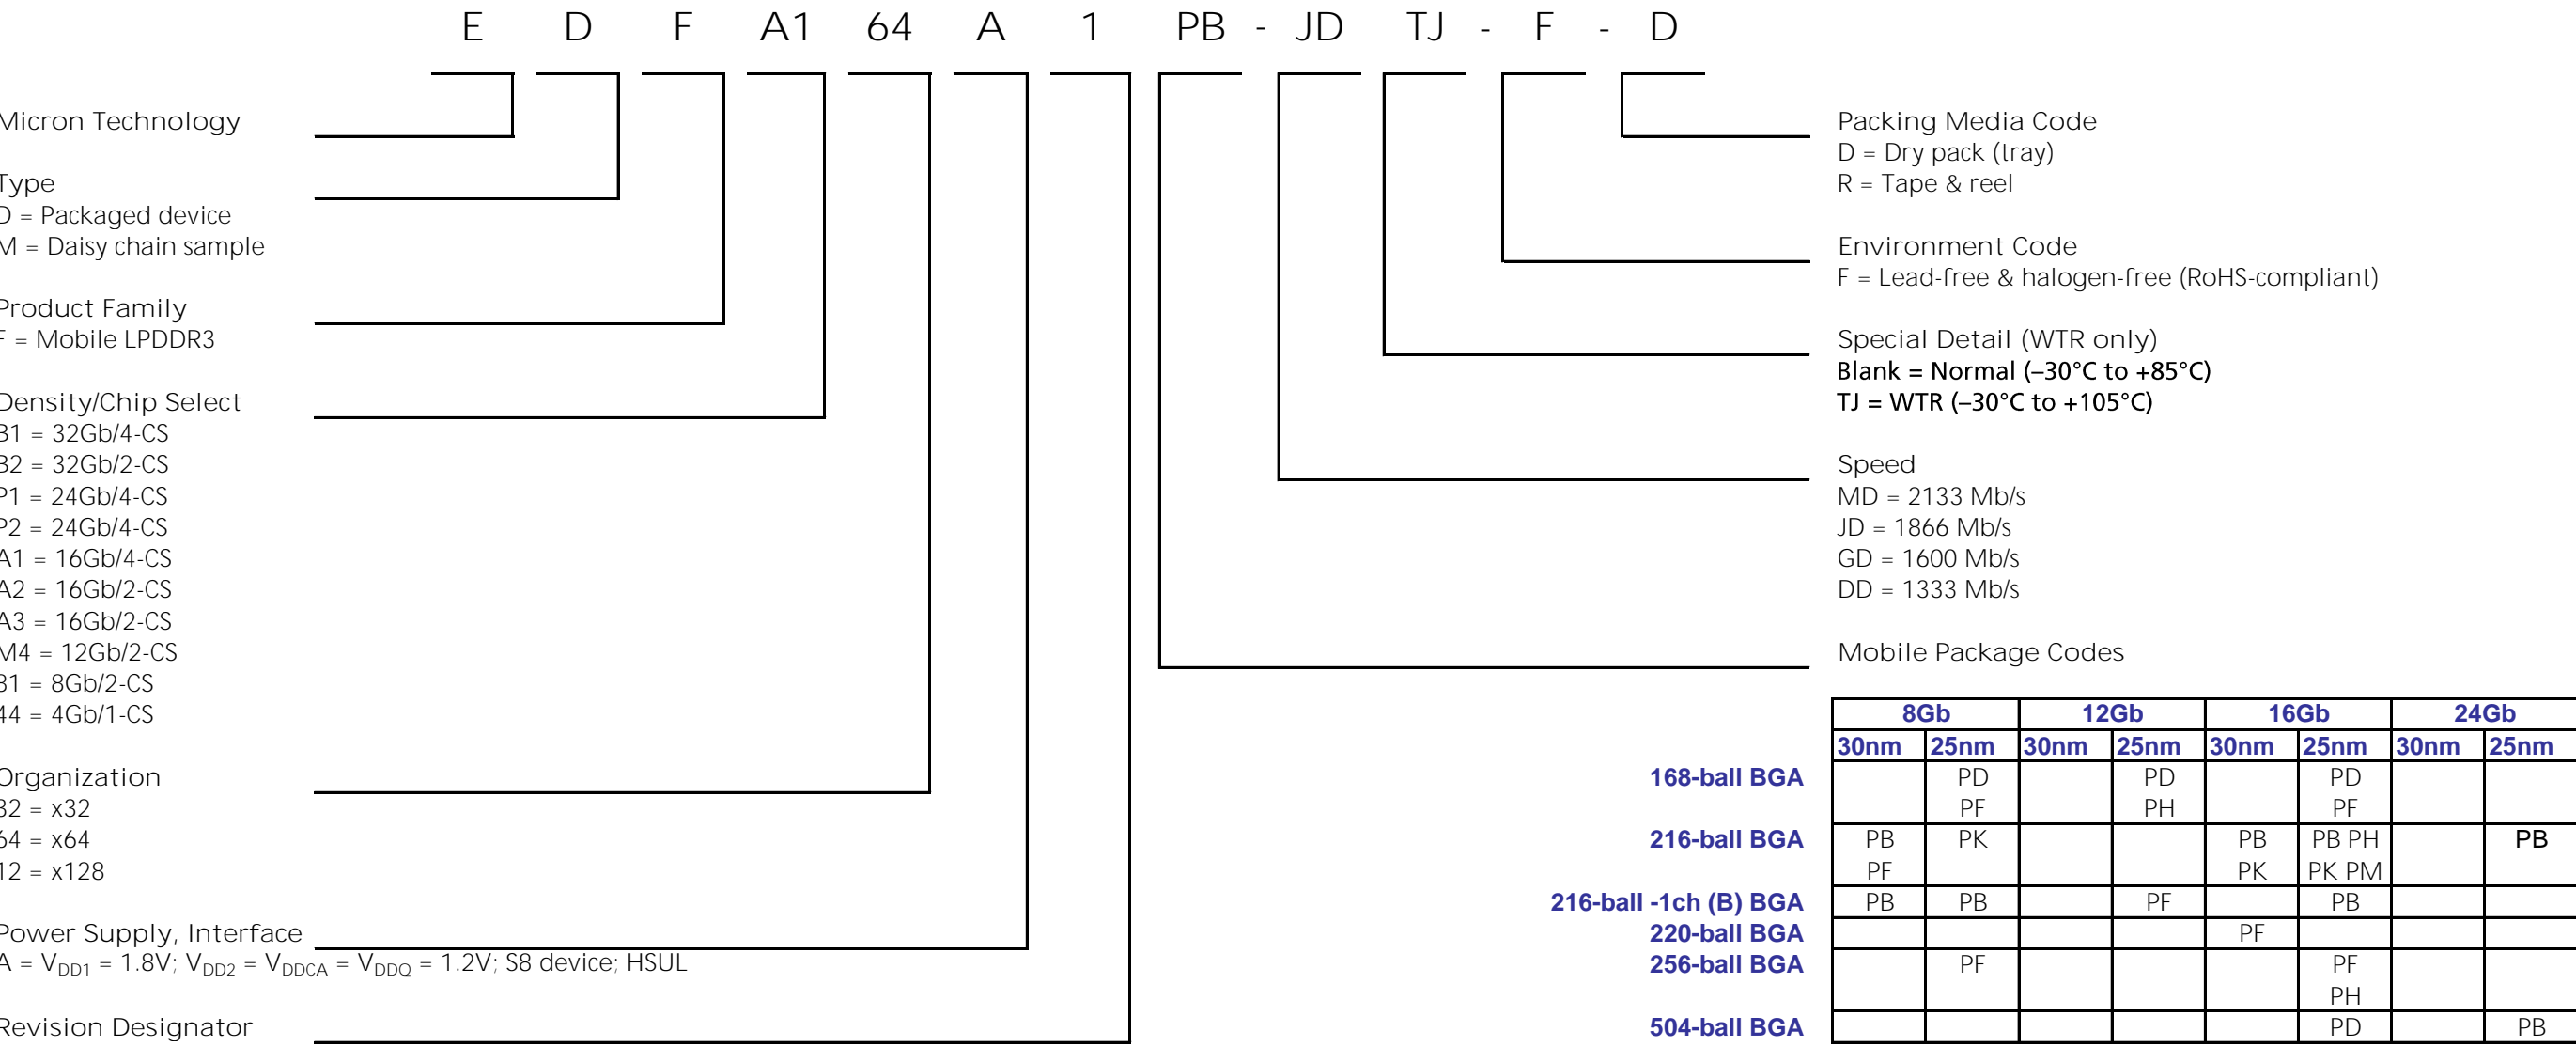 E D F A1 64 A 1 PB - JD TJ - F - D
Micron Technology
Type
D = Packaged device
M = Daisy chain sample
Product Family
F = Mobile LPDDR3
Density/Chip Select
B1 = 32Gb/4-CS
B2 = 32Gb/2-CS
P1 = 24Gb/4-CS
P2 = 24Gb/4-CS
A1 = 16Gb/4-CS
A2 = 16Gb/2-CS
A3 = 16Gb/2-CS
M4 = 12Gb/2-CS
81 = 8Gb/2-CS
44 = 4Gb/1-CS
Organization
32 = x32
64 = x64
12 = x128
Power Supply, Interface
A = VDD1 = 1.8V; VDD2 = VDDCA = VDDQ = 1.2V; S8 device; HSUL
Revision Designator
Packing Media Code
D = Dry pack (tray)
R = Tape & reel
Environment Code
F = Lead-free & halogen-free (RoHS-compliant)
Special Detail (WTR only)
Blank = Normal (–30°C to +85°C)
TJ = WTR (–30°C to +105°C)
Speed
MD = 2133 Mb/s
JD = 1866 Mb/s
GD = 1600 Mb/s
DD = 1333 Mb/s
Mobile Package Codes
8Gb 12Gb 16Gb 24Gb
30nm 25nm 30nm 25nm 30nm 25nm 30nm 25nm
168-ball BGA PD PD PD
PF PH PF
216-ball BGA PB PK PB PB PH PB
PF PK PK PM
216-ball -1ch (B) BGA PB PB PF PB
220-ball BGA PF
256-ball BGA PF PF
PH
504-ball BGA PD PB